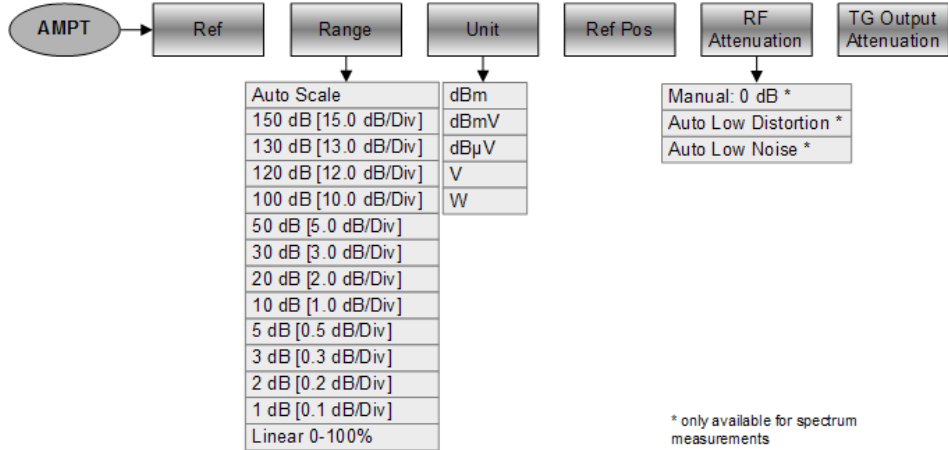 AMPT
Ref
Range
Unit
Ref Pos
RF
Attenuation
TG Output
Attenuation
Auto Scale
150 dB [15.0 dB/Div]
130 dB [13.0 dB/Div]
120 dB [12.0 dB/Div]
100 dB [10.0 dB/Div]
50 dB [5.0 dB/Div]
30 dB [3.0 dB/Div]
20 dB [2.0 dB/Div]
10 dB [1.0 dB/Div]
5 dB [0.5 dB/Div]
3 dB [0.3 dB/Div]
2 dB [0.2 dB/Div]
1 dB [0.1 dB/Div]
Linear 0-100%
dBm
dBmV
dBµV
V
W
Manual: 0 dB *
Auto Low Distortion *
Auto Low Noise *
* only available for spectrum
measurements